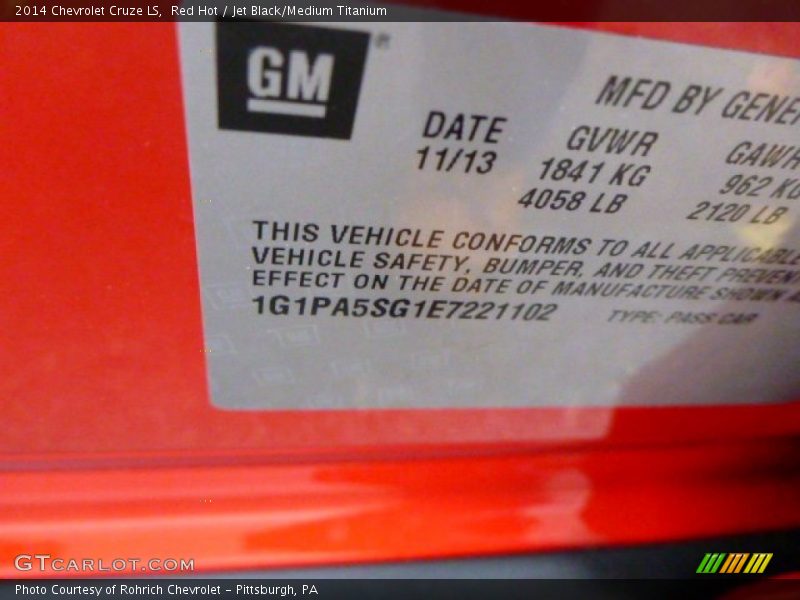 2014 Chevrolet Cruze LS, Red Hot / Jet Black/Medium Titanium
GM
®
MFD BY GENER
DATE GVWR GAWR
11/13 1841 KG 962 KG
4058 LB 2120 LB
THIS VEHICLE CONFORMS TO ALL APPLICABLE
VEHICLE SAFETY, BUMPER, AND THEFT PREVENT
EFFECT ON THE DATE OF MANUFACTURE SHOWN
1G1PA5SG1E7221102 TYPE: PASS CAR
GTCARLOT.COM
Photo Courtesy of Rohrich Chevrolet – Pittsburgh, PA